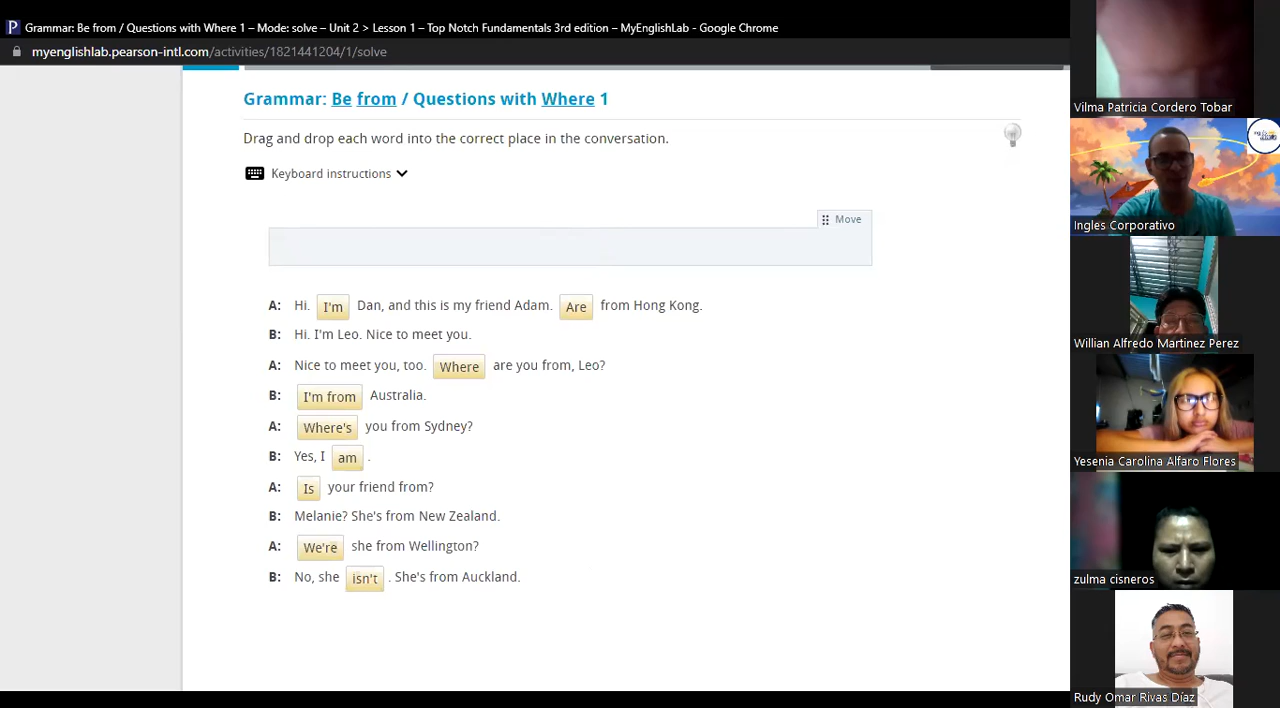 Grammar: Be from / Questions with Where 1 – Mode: solve – Unit 2 > Lesson 1 – Top Notch Fundamentals 3rd edition – MyEnglishLab - Google Chrome
myenglishlab.pearson-intl.com/activities/1821441204/1/solve
Grammar: Be from / Questions with Where 1
Drag and drop each word into the correct place in the conversation.
Keyboard instructions
Move
A: Hi. I'm Dan, and this is my friend Adam. Are from Hong Kong.
B: Hi. I'm Leo. Nice to meet you.
A: Nice to meet you, too. Where are you from, Leo?
B: I'm from Australia.
A: Where's you from Sydney?
B: Yes, I am .
A: Is your friend from?
B: Melanie? She's from New Zealand.
A: We're she from Wellington?
B: No, she isn't . She's from Auckland.
Vilma Patricia Cordero Tobar
Ingles Corporativo
Willian Alfredo Martinez Perez
Yesenia Carolina Alfaro Flores
zulma cisneros
Rudy Omar Rivas Díaz